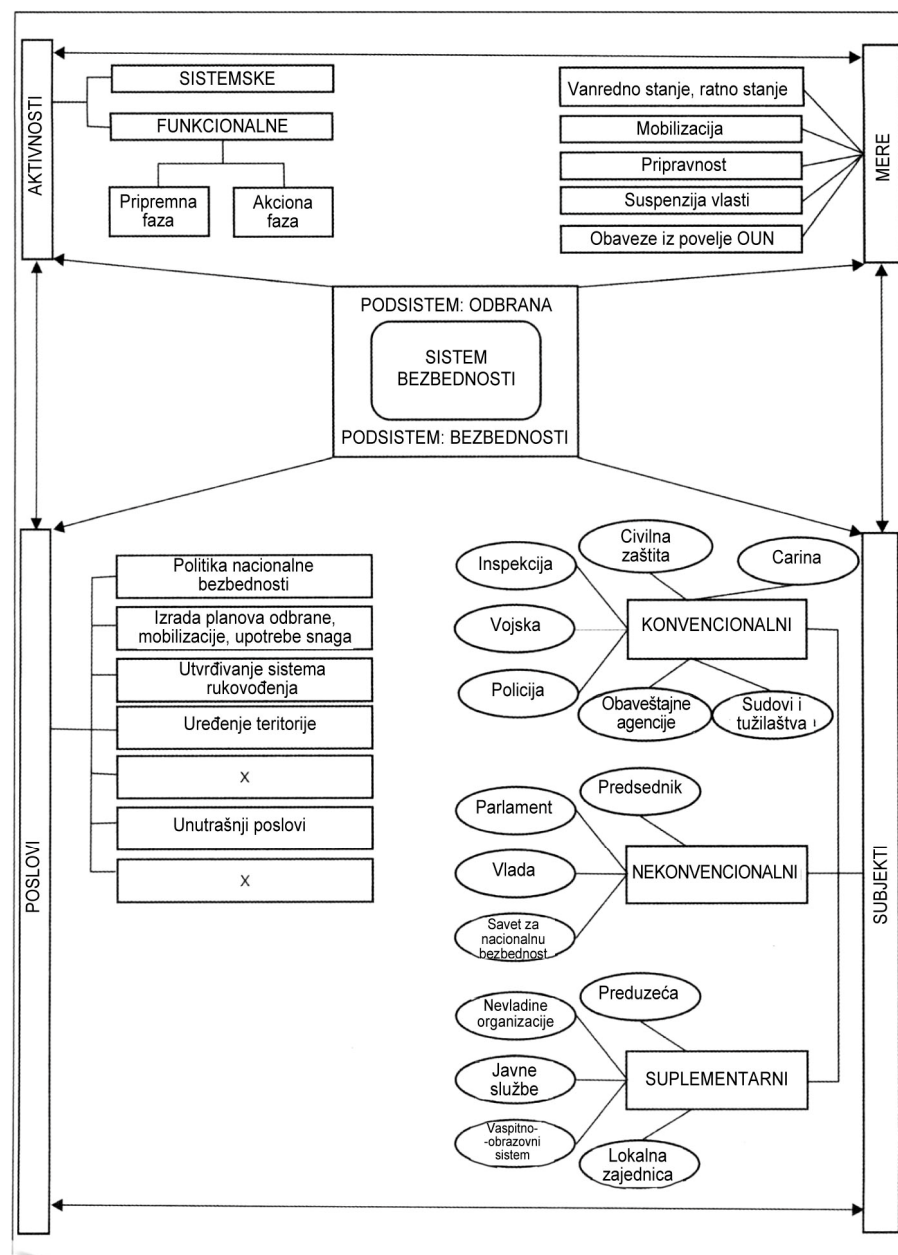 AKTIVNOSTI
SISTEMSKE
FUNKCIONALNE
Pripremna
faza
Akciona
faza
MERE
Vanredno stanje, ratno stanje
Mobilizacija
Pripravnost
Suspenzija vlasti
Obaveze iz povelje OUN
PODSISTEM: ODBRANA
SISTEM
BEZBEDNOSTI
PODSISTEM: BEZBEDNOSTI
POSLOVI
Politika nacionalne
bezbednosti
Izrada planova odbrane,
mobilizacije, upotrebe snaga
Utvrđivanje sistema
rukovođenja
Uređenje teritorije
X
Unutrašnji poslovi
X
SUBJEKTI
Inspekcija
Civilna
zaštita
Carina
Vojska
KONVENCIONALNI
Policija
Obaveštajne
agencije
Sudovi i
tužilaštva
Parlament
Predsednik
Vlada
NEKONVENCIONALNI
Savet za
nacionalnu
bezbednost
Nevladine
organizacije
Preduzeća
Javne
službe
SUPLEMENTARNI
Vaspitno-
-obrazovni
sistem
Lokalna
zajednica